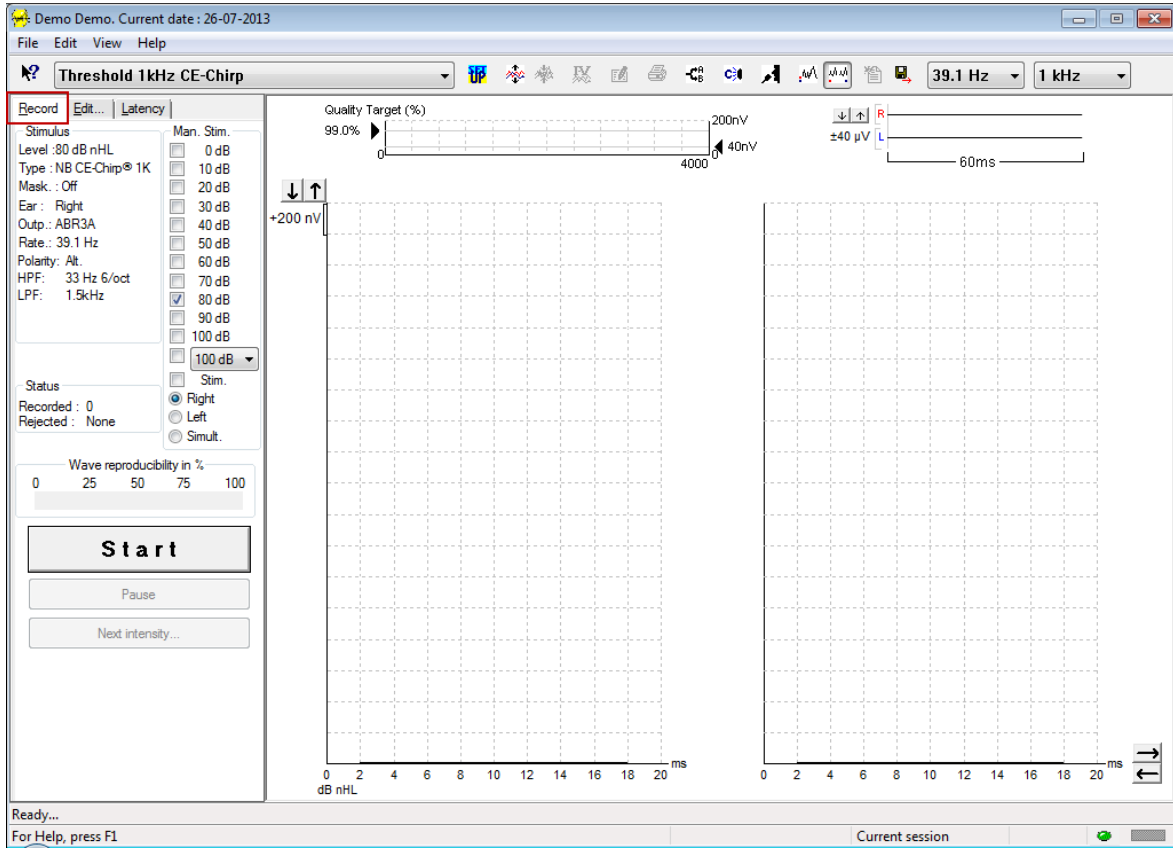 Demo Demo. Current date : 26-07-2013
File Edit View Help
Threshold 1kHz CE-Chirp
SET UP
39.1 Hz
1 kHz
Record Edit... Latency
Stimulus
Level :80 dB nHL
Type : NB CE-Chirp® 1K
Mask. : Off
Ear : Right
Outp.: ABR3A
Rate.: 39.1 Hz
Polarity: Alt.
HPF: 33 Hz 6/oct
LPF: 1.5kHz
Man. Stim.
0 dB
10 dB
20 dB
30 dB
40 dB
50 dB
60 dB
70 dB
80 dB
90 dB
100 dB
100 dB
Stim.
Right
Left
Simult.
Status
Recorded : 0
Rejected : None
Wave reproducibility in %
0 25 50 75 100
Start
Pause
Next intensity...
Quality Target (%)
99.0%
0
4000
200nV
40nV
0
R
±40 µV L
60ms
+200 nV
0 2 4 6 8 10 12 14 16 18 20 ms
dB nHL
0 2 4 6 8 10 12 14 16 18 20 ms
Ready...
For Help, press F1
Current session